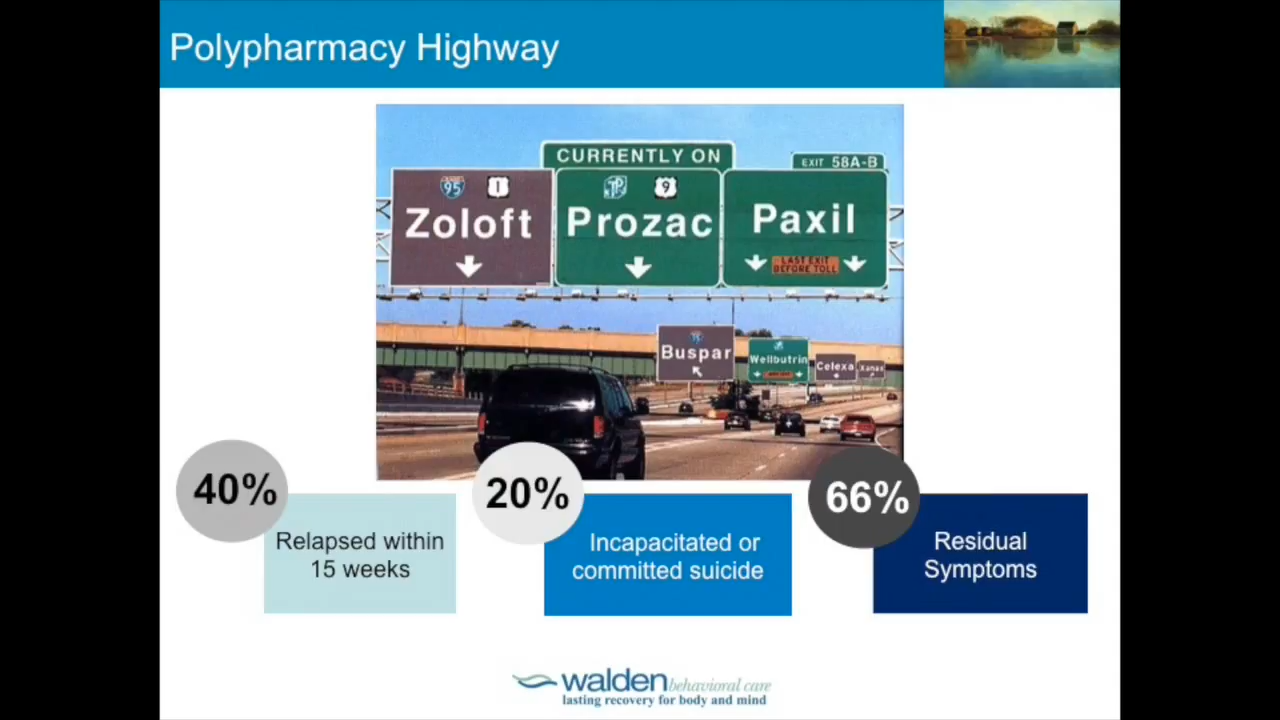 Polypharmacy Highway
CURRENTLY ON
EXIT 58A-B
95
1
9
Zoloft
Prozac
Paxil
LAST EXIT
BEFORE TOLL
Buspar
Wellbutrin
Celexa
Xanax
40%
Relapsed within
15 weeks
20%
Incapacitated or
committed suicide
66%
Residual
Symptoms
walden behavioral care
lasting recovery for body and mind